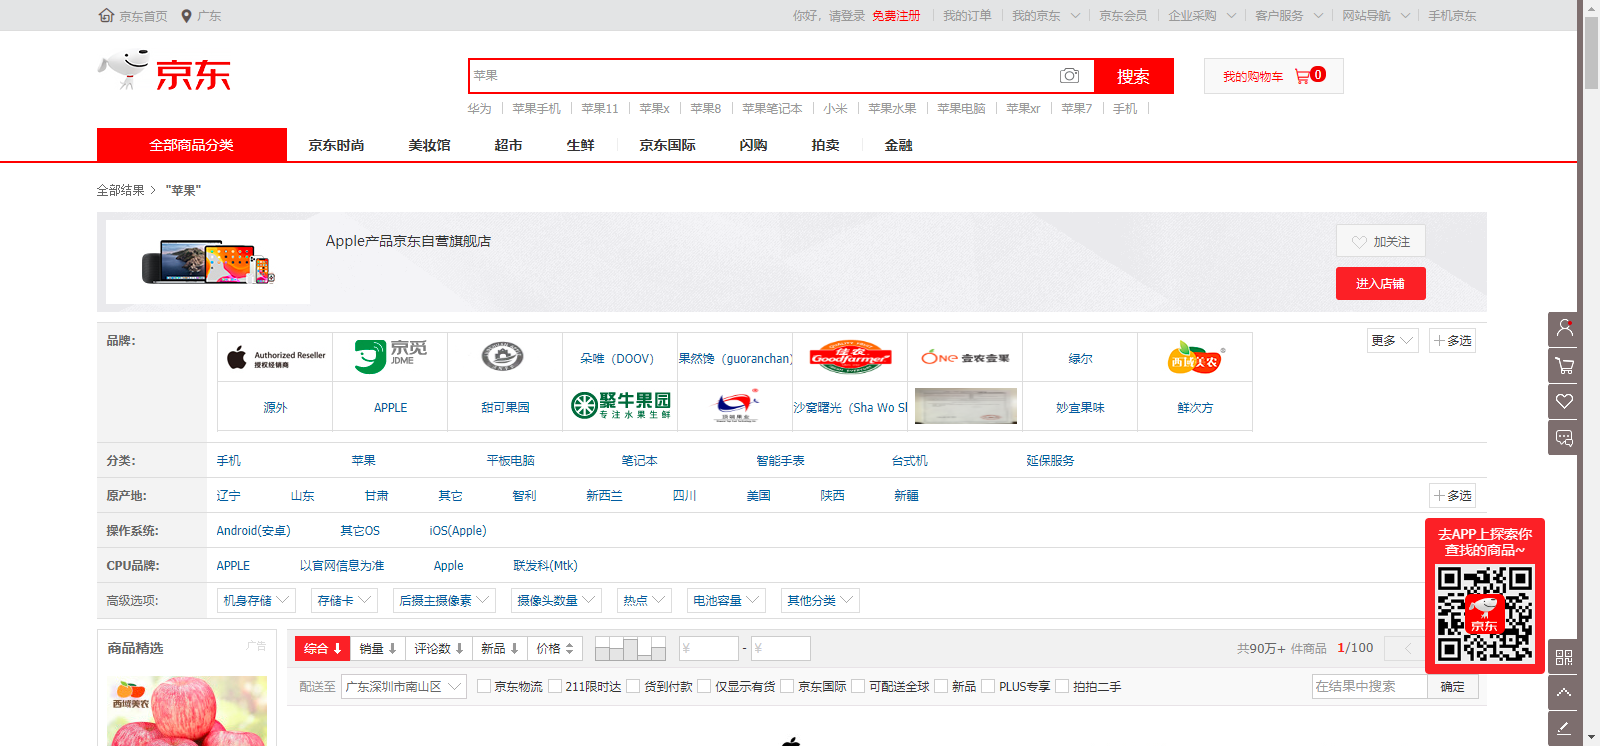 京东首页 广东 你好，请登录 免费注册 我的订单 我的京东 京东会员 企业采购 客户服务 网站导航 手机京东
京东
苹果 搜索 我的购物车 0
华为 苹果手机 苹果11 苹果x 苹果8 苹果笔记本 小米 苹果水果 苹果电脑 苹果xr 苹果7 手机
全部商品分类 京东时尚 美妆馆 超市 生鲜 京东国际 闪购 拍卖 金融
全部结果 > "苹果"
Apple产品京东自营旗舰店 加关注
进入店铺
品牌: 更多 多选
Authorized Reseller
授权经销商
京觅
JDME
朵唯（DOOV） 果然馋（guoranchan） 佳农 Goodfarmer ONE 壹农壹果 绿尔 西域美农
源外 APPLE 甜可果园 聚牛果园
专注水果生鲜
沙窝曙光（Sha Wo Sl 妙宜果味 鲜次方
分类: 手机 苹果 平板电脑 笔记本 智能手表 台式机 延保服务
原产地: 辽宁 山东 甘肃 其它 智利 新西兰 四川 美国 陕西 新疆 多选
操作系统: Android(安卓) 其它OS iOS(Apple)
CPU品牌: APPLE 以官网信息为准 Apple 联发科(Mtk)
高级选项: 机身存储 存储卡 后摄主摄像素 摄像头数量 热点 电池容量 其他分类
去APP上探索你
查找的商品~
京东
商品精选 广告
西域美农
综合 销量 评论数 新品 价格 ¥ - ¥ 共90万+ 件商品 1/100
配送至 广东深圳市南山区 京东物流 211限时达 货到付款 仅显示有货 京东国际 可配送全球 新品 PLUS专享 拍拍二手 在结果中搜索 确定